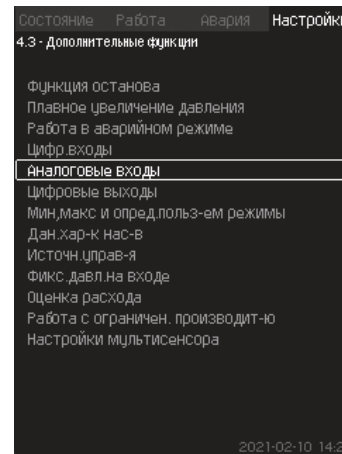 Состояние Работа Авария Настройки
4.3 - Дополнительные функции
Функция останова
Плавное увеличение давления
Работа в аварийном режиме
Цифр.входы
Аналоговые входы
Цифровые выходы
Мин,макс и опред.польз-ем режимы
Дан.хар-к нас-в
Источн.управ-я
Фикс.давл.на входе
Оценка расхода
Работа с ограничен. производит-ю
Настройки мультисенсора
2021-02-10 14:2